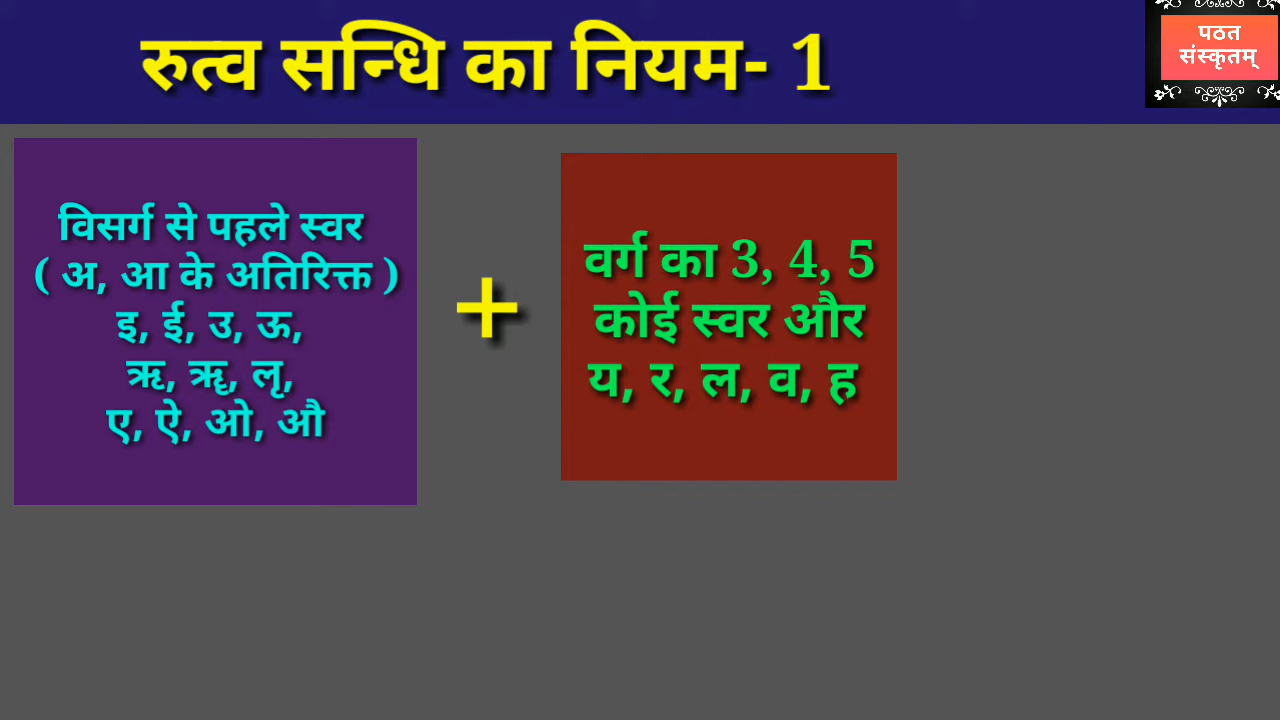 रुत्व सन्धि का नियम- 1
पठत
संस्कृतम्
विसर्ग से पहले स्वर
( अ, आ के अतिरिक्त )
इ, ई, उ, ऊ,
ऋ, ॠ, लृ,
ए, ऐ, ओ, औ
+
वर्ग का 3, 4, 5
कोई स्वर और
य, र, ल, व, ह